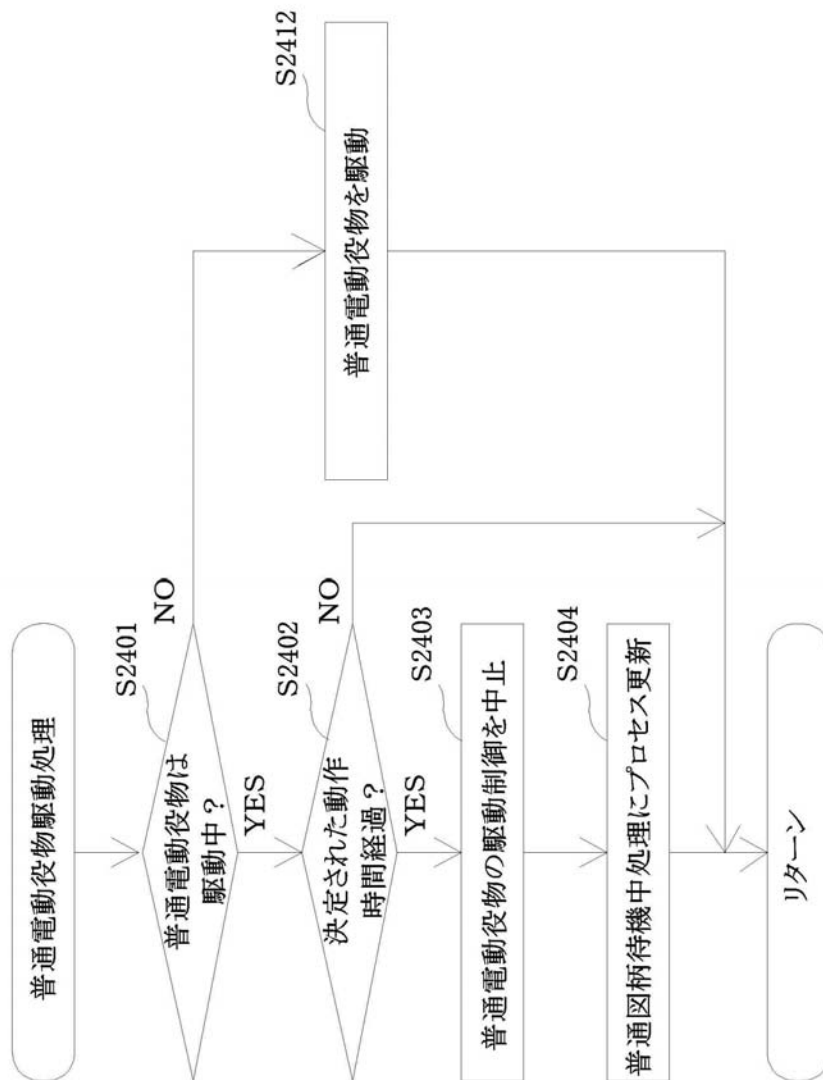 普通電動役物駆動処理
S2401
普通電動役物は
駆動中？
NO
YES
S2412
普通電動役物を駆動
S2402
決定された動作
時間経過？
NO
YES
S2403
普通電動役物の駆動制御を中止
S2404
普通図柄待機中処理にプロセス更新
リターン